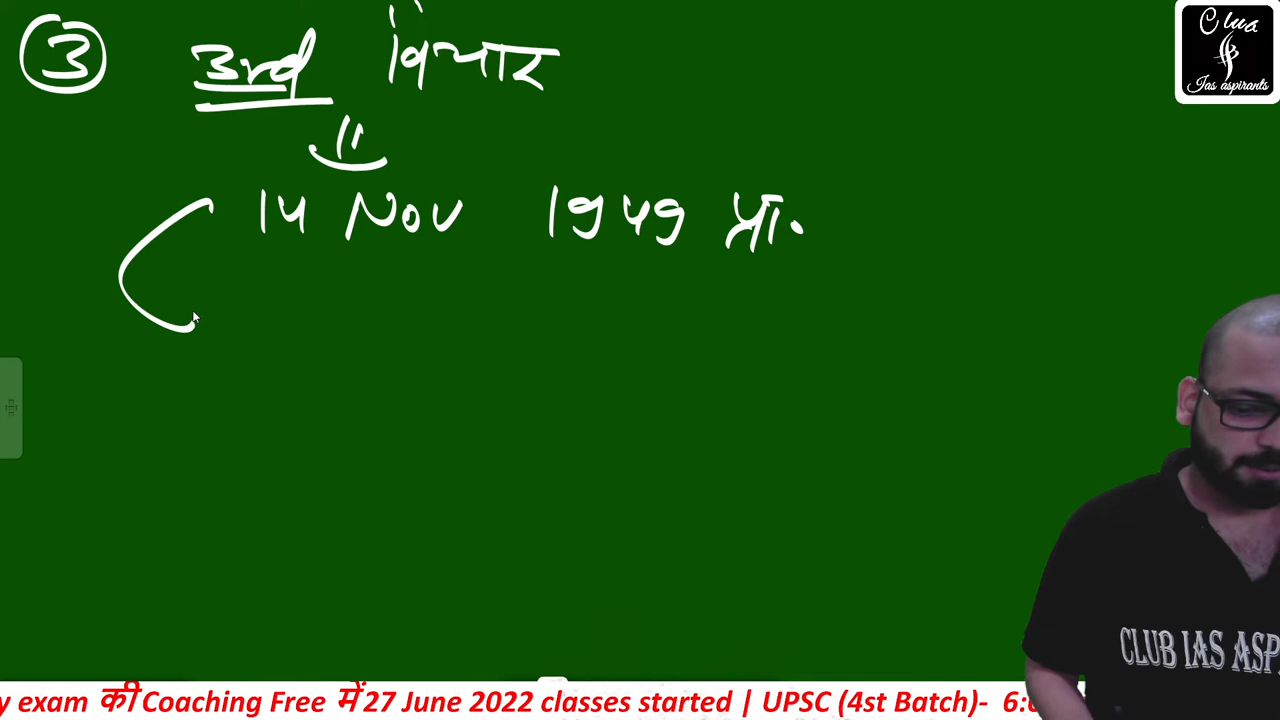 ③ 3rd विचार
14 Nov 1949 प्रा.
Club
Ias aspirants
CLUB IAS ASP
y exam की Coaching Free में 27 June 2022 classes started | UPSC (4st Batch)- 6: